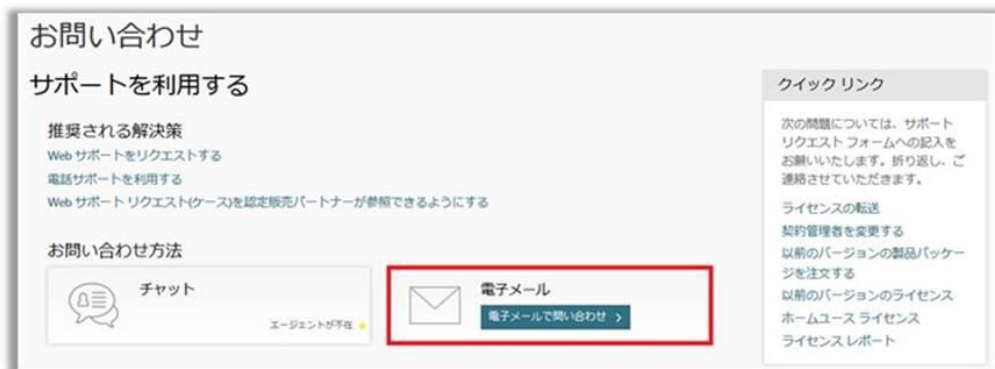 お問い合わせ
サポートを利用する
推奨される解決策
Web サポートをリクエストする
電話サポートを利用する
Web サポート リクエスト(ケース)を認定販売パートナーが参照できるようにする
お問い合わせ方法
チャット
エージェントが不在
電子メール
電子メールで問い合わせ >
クイック リンク
次の問題については、サポート
リクエスト フォームへの記入を
お願いいたします。折り返し、ご
連絡させていただきます。
ライセンスの転送
契約管理者を変更する
以前のバージョンの製品パッケー
ジを注文する
以前のバージョンのライセンス
ホームユース ライセンス
ライセンス レポート